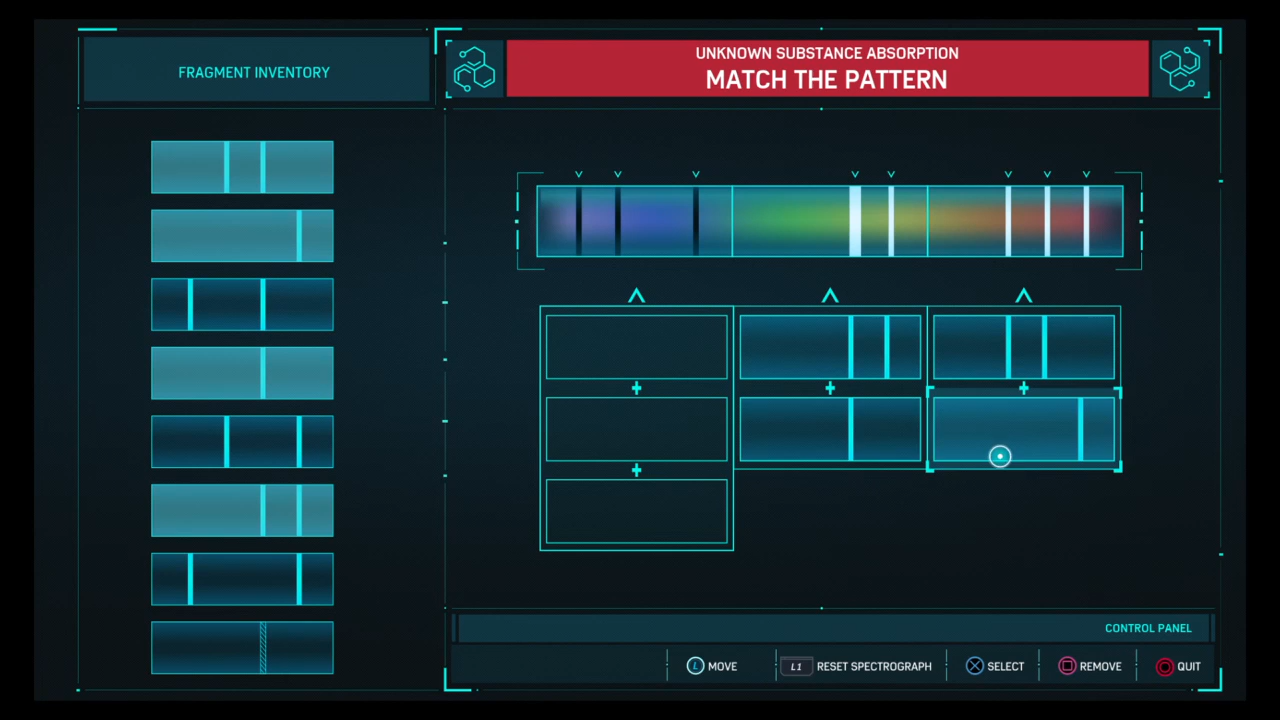 FRAGMENT INVENTORY
UNKNOWN SUBSTANCE ABSORPTION
MATCH THE PATTERN
CONTROL PANEL
L MOVE
L1 RESET SPECTROGRAPH
SELECT
REMOVE
QUIT